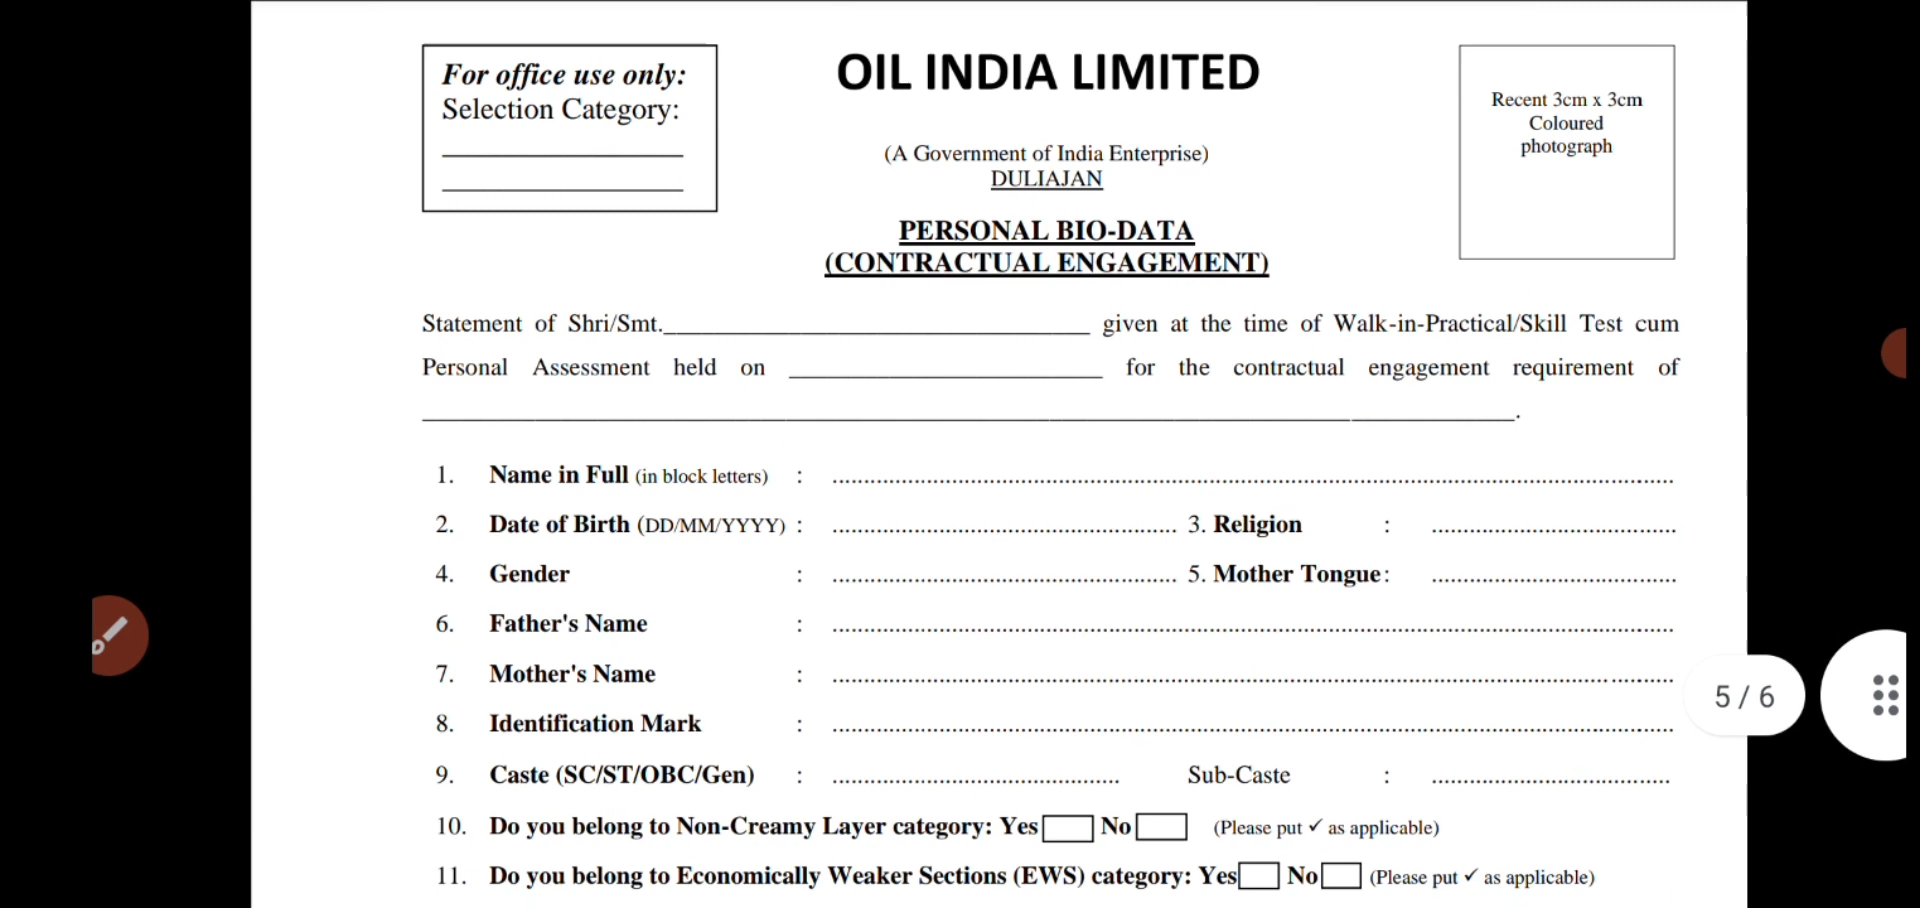 For office use only:
Selection Category:
OIL INDIA LIMITED
(A Government of India Enterprise)
DULIAJAN
PERSONAL BIO-DATA
(CONTRACTUAL ENGAGEMENT)
Recent 3cm x 3cm
Coloured
photograph
Statement of Shri/Smt.__________________________________ given at the time of Walk-in-Practical/Skill Test cum
Personal Assessment held on _________________________ for the contractual engagement requirement of
_______________________________________________________________________________________.
1. Name in Full (in block letters) : ....................................................................................
2. Date of Birth (DD/MM/YYYY) : ....................................... 3. Religion : .......................................
4. Gender : ....................................... 5. Mother Tongue: .......................................
6. Father's Name : ....................................................................................
7. Mother's Name : ....................................................................................
8. Identification Mark : ....................................................................................
9. Caste (SC/ST/OBC/Gen) : ....................................... Sub-Caste : .......................................
10. Do you belong to Non-Creamy Layer category: Yes No (Please put ✓ as applicable)
11. Do you belong to Economically Weaker Sections (EWS) category: Yes No (Please put ✓ as applicable)
5 / 6